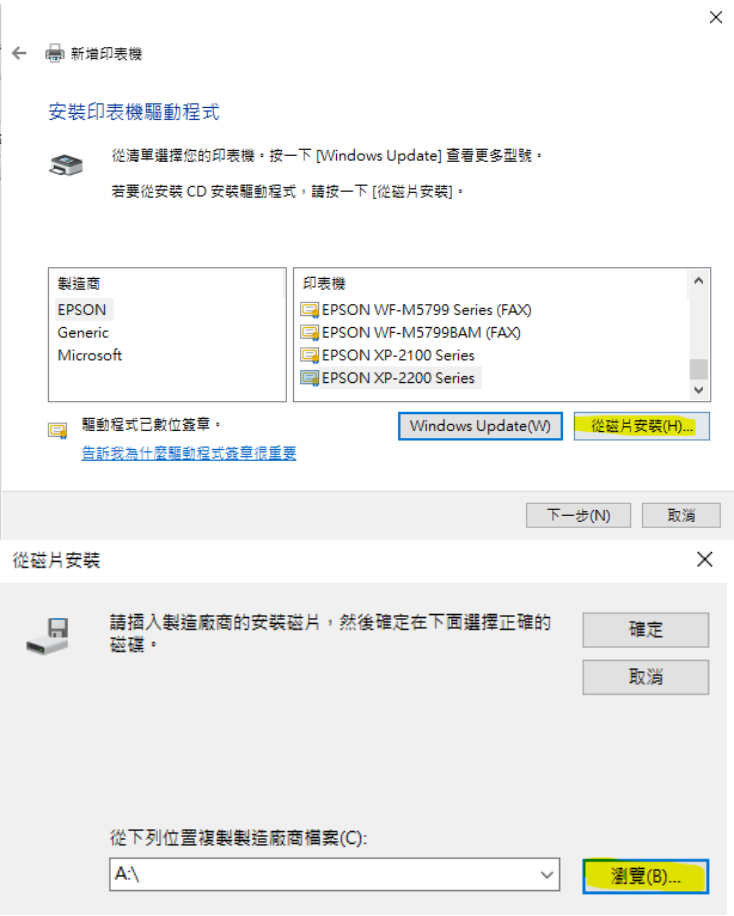 新增印表機
安裝印表機驅動程式
從清單選擇您的印表機。按一下 [Windows Update] 查看更多型號。
若要從安裝 CD 安裝驅動程式，請按一下 [從磁片安裝]。
製造商
EPSON
Generic
Microsoft
印表機
EPSON WF-M5799 Series (FAX)
EPSON WF-M5799BAM (FAX)
EPSON XP-2100 Series
EPSON XP-2200 Series
驅動程式已數位簽章。
告訴我為什麼驅動程式簽章很重要
Windows Update(W)
從磁片安裝(H)...
下一步(N)
取消
從磁片安裝
請插入製造廠商的安裝磁片，然後確定在下面選擇正確的
磁碟。
確定
取消
從下列位置複製製造廠商檔案(C):
A:\
瀏覽(B)...